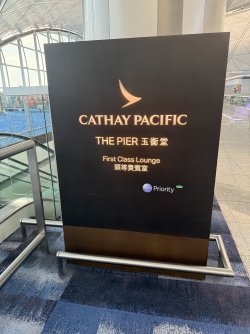 CATHAY PACIFIC
THE PIER 玉衡堂
First Class Lounge
頭等貴賓室
Priority